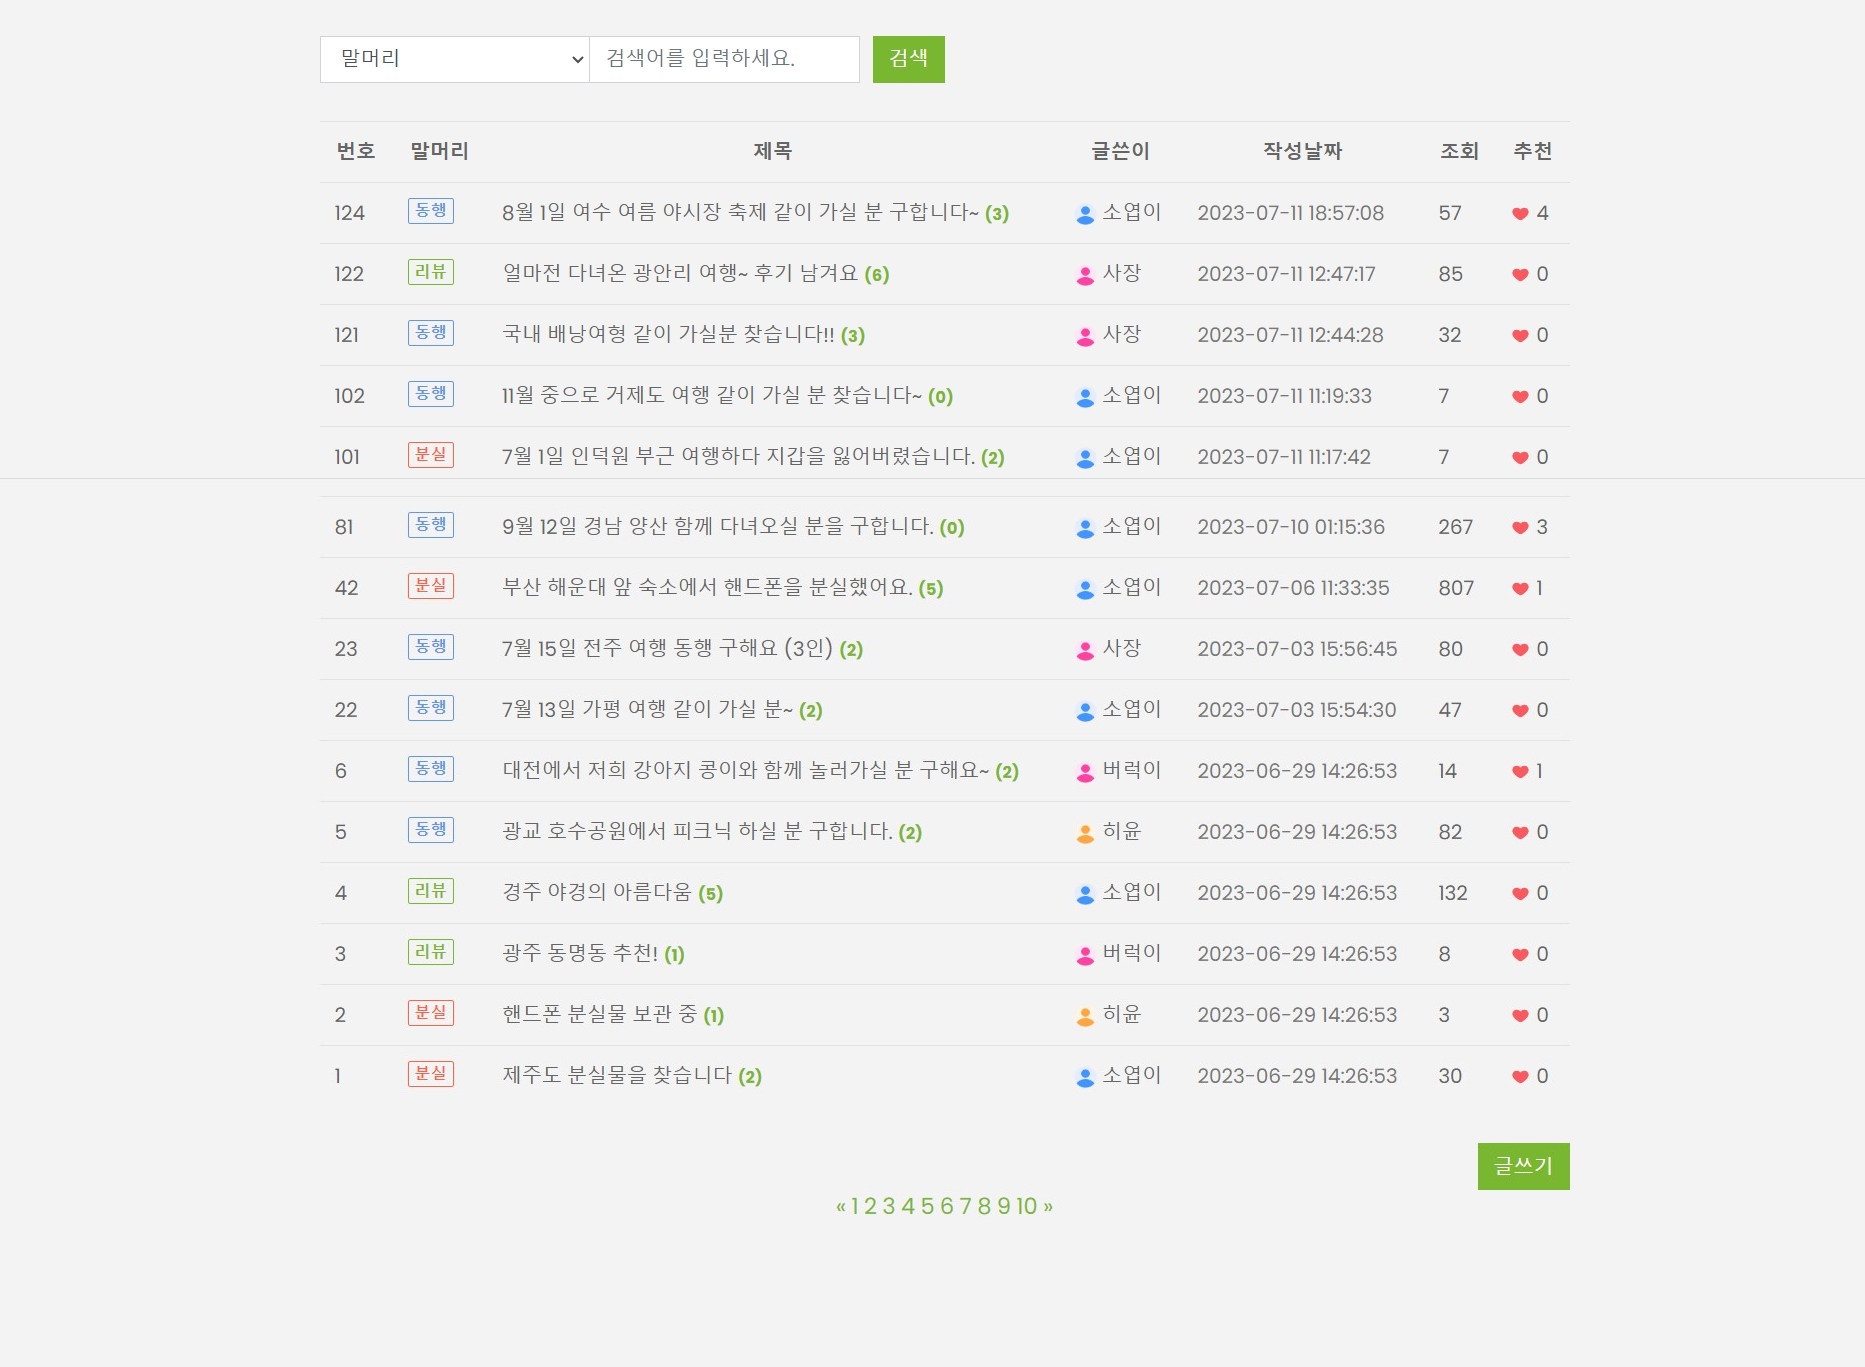 말머리 검색어를 입력하세요. 검색
번호 말머리 제목 글쓴이 작성날짜 조회 추천
124 동행 8월 1일 여수 여름 야시장 축제 같이 가실 분 구합니다~ (3) 소엽이 2023-07-11 18:57:08 57 4
122 리뷰 얼마전 다녀온 광안리 여행~ 후기 남겨요 (6) 사장 2023-07-11 12:47:17 85 0
121 동행 국내 배낭여형 같이 가실분 찾습니다!! (3) 사장 2023-07-11 12:44:28 32 0
102 동행 11월 중으로 거제도 여행 같이 가실 분 찾습니다~ (0) 소엽이 2023-07-11 11:19:33 7 0
101 분실 7월 1일 인덕원 부근 여행하다 지갑을 잃어버렸습니다. (2) 소엽이 2023-07-11 11:17:42 7 0
81 동행 9월 12일 경남 양산 함께 다녀오실 분을 구합니다. (0) 소엽이 2023-07-10 01:15:36 267 3
42 분실 부산 해운대 앞 숙소에서 핸드폰을 분실했어요. (5) 소엽이 2023-07-06 11:33:35 807 1
23 동행 7월 15일 전주 여행 동행 구해요 (3인) (2) 사장 2023-07-03 15:56:45 80 0
22 동행 7월 13일 가평 여행 같이 가실 분~ (2) 소엽이 2023-07-03 15:54:30 47 0
6 동행 대전에서 저희 강아지 콩이와 함께 놀러가실 분 구해요~ (2) 버럭이 2023-06-29 14:26:53 14 1
5 동행 광교 호수공원에서 피크닉 하실 분 구합니다. (2) 히윤 2023-06-29 14:26:53 82 0
4 리뷰 경주 야경의 아름다움 (5) 소엽이 2023-06-29 14:26:53 132 0
3 리뷰 광주 동명동 추천! (1) 버럭이 2023-06-29 14:26:53 8 0
2 분실 핸드폰 분실물 보관 중 (1) 히윤 2023-06-29 14:26:53 3 0
1 분실 제주도 분실물을 찾습니다 (2) 소엽이 2023-06-29 14:26:53 30 0
글쓰기
« 1 2 3 4 5 6 7 8 9 10 »